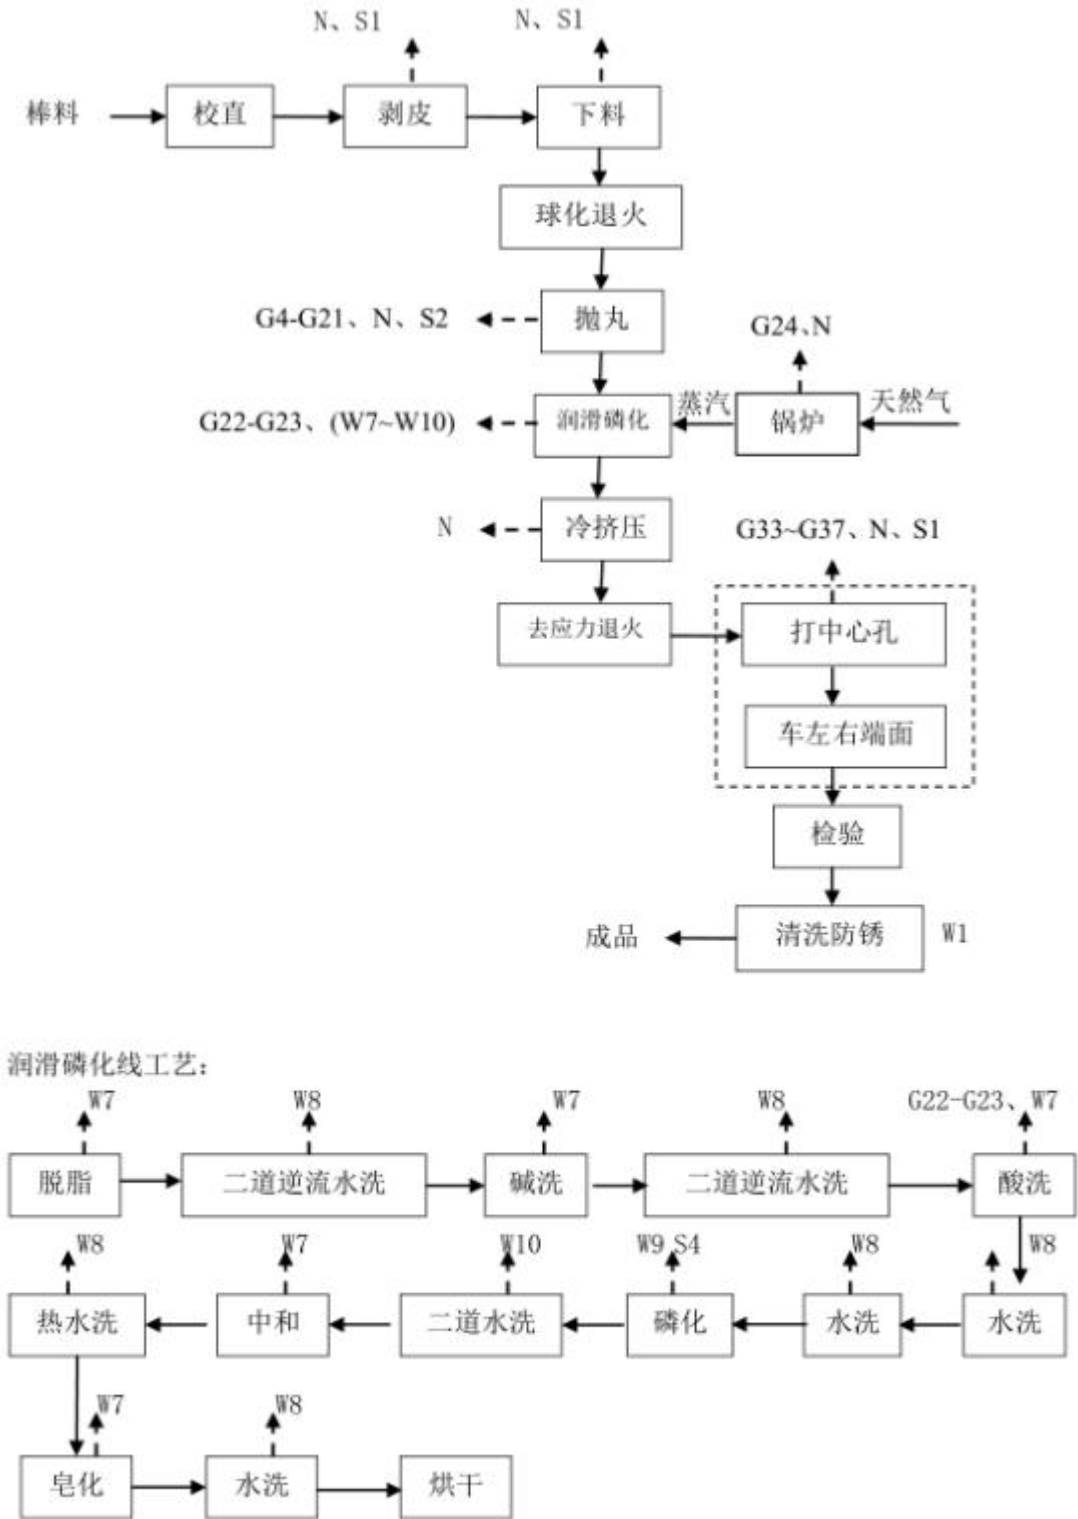 N、S1 N、S1
棒料 校直 剥皮 下料
球化退火
G4-G21、N、S2 抛丸
G24、N
G22-G23、(W7~W10) 润滑磷化 蒸汽 锅炉 天然气
N 冷挤压
G33~G37、N、S1
去应力退火 打中心孔
车左右端面
检验
成品 清洗防锈 W1
润滑磷化线工艺：
W7 W8 W7 W8 G22-G23、W7
脱脂 二道逆流水洗 碱洗 二道逆流水洗 酸洗
W8 W7 W10 W9 S4 W8 W8
热水洗 中和 二道水洗 磷化 水洗 水洗
W7 W8
皂化 水洗 烘干